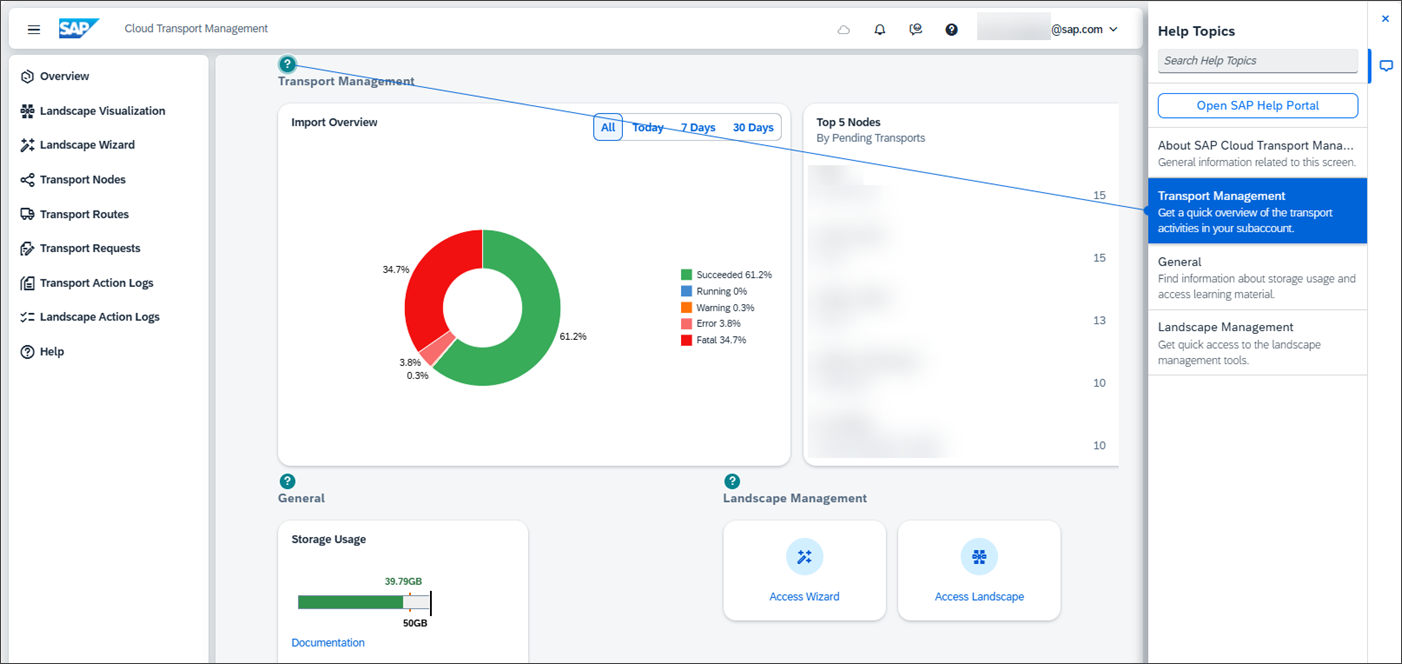 SAP
Cloud Transport Management
@sap.com
Overview
Landscape Visualization
Landscape Wizard
Transport Nodes
Transport Routes
Transport Requests
Transport Action Logs
Landscape Action Logs
Help
?
Transport Management
Import Overview
All
Today
7 Days
30 Days
34.7%
61.2%
3.8%
0.3%
Succeeded 61.2%
Running 0%
Warning 0.3%
Error 3.8%
Fatal 34.7%
Top 5 Nodes
By Pending Transports
15
15
13
10
10
?
General
Storage Usage
39.79GB
50GB
Documentation
?
Landscape Management
Access Wizard
Access Landscape
Help Topics
Search Help Topics
Open SAP Help Portal
About SAP Cloud Transport Mana...
General information related to this screen.
Transport Management
Get a quick overview of the transport
activities in your subaccount.
General
Find information about storage usage and
access learning material.
Landscape Management
Get quick access to the landscape
management tools.